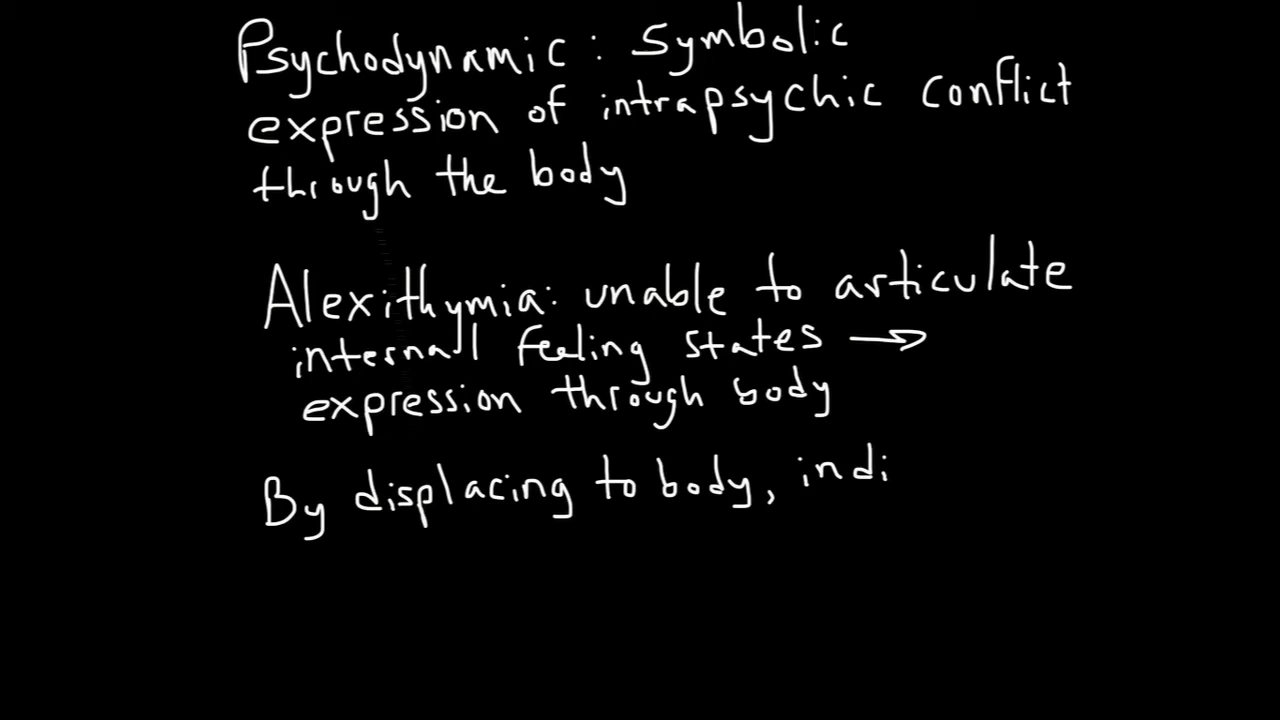 Psychodynamic: Symbolic
expression of intrapsychic conflict
through the body
Alexithymia: unable to articulate
internal feeling states →
expression through body
By displacing to body, indi